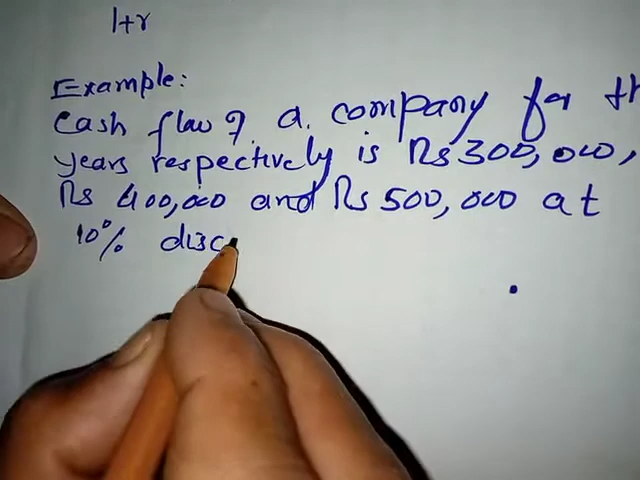 1+r
Example:
Cash flow of a company for th
years respectively is Rs 300,000,
Rs 400,000 and Rs 500,000 at
10% disc